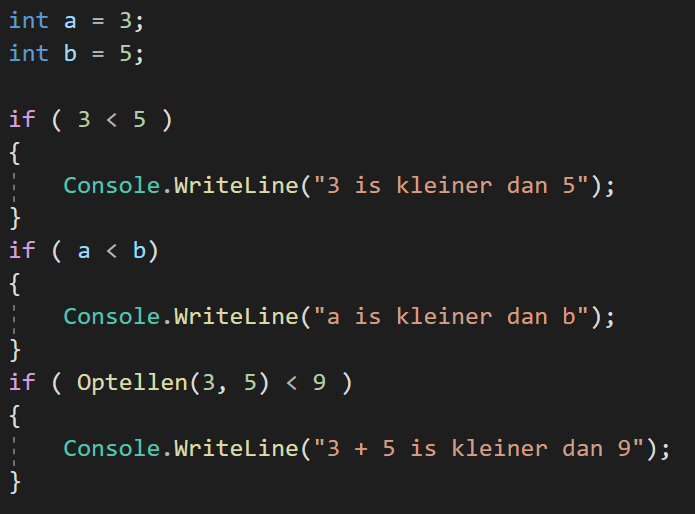 int a = 3;
int b = 5;

if ( 3 < 5 )
{
    Console.WriteLine("3 is kleiner dan 5");
}
if ( a < b)
{
    Console.WriteLine("a is kleiner dan b");
}
if ( Optellen(3, 5) < 9 )
{
    Console.WriteLine("3 + 5 is kleiner dan 9");
}